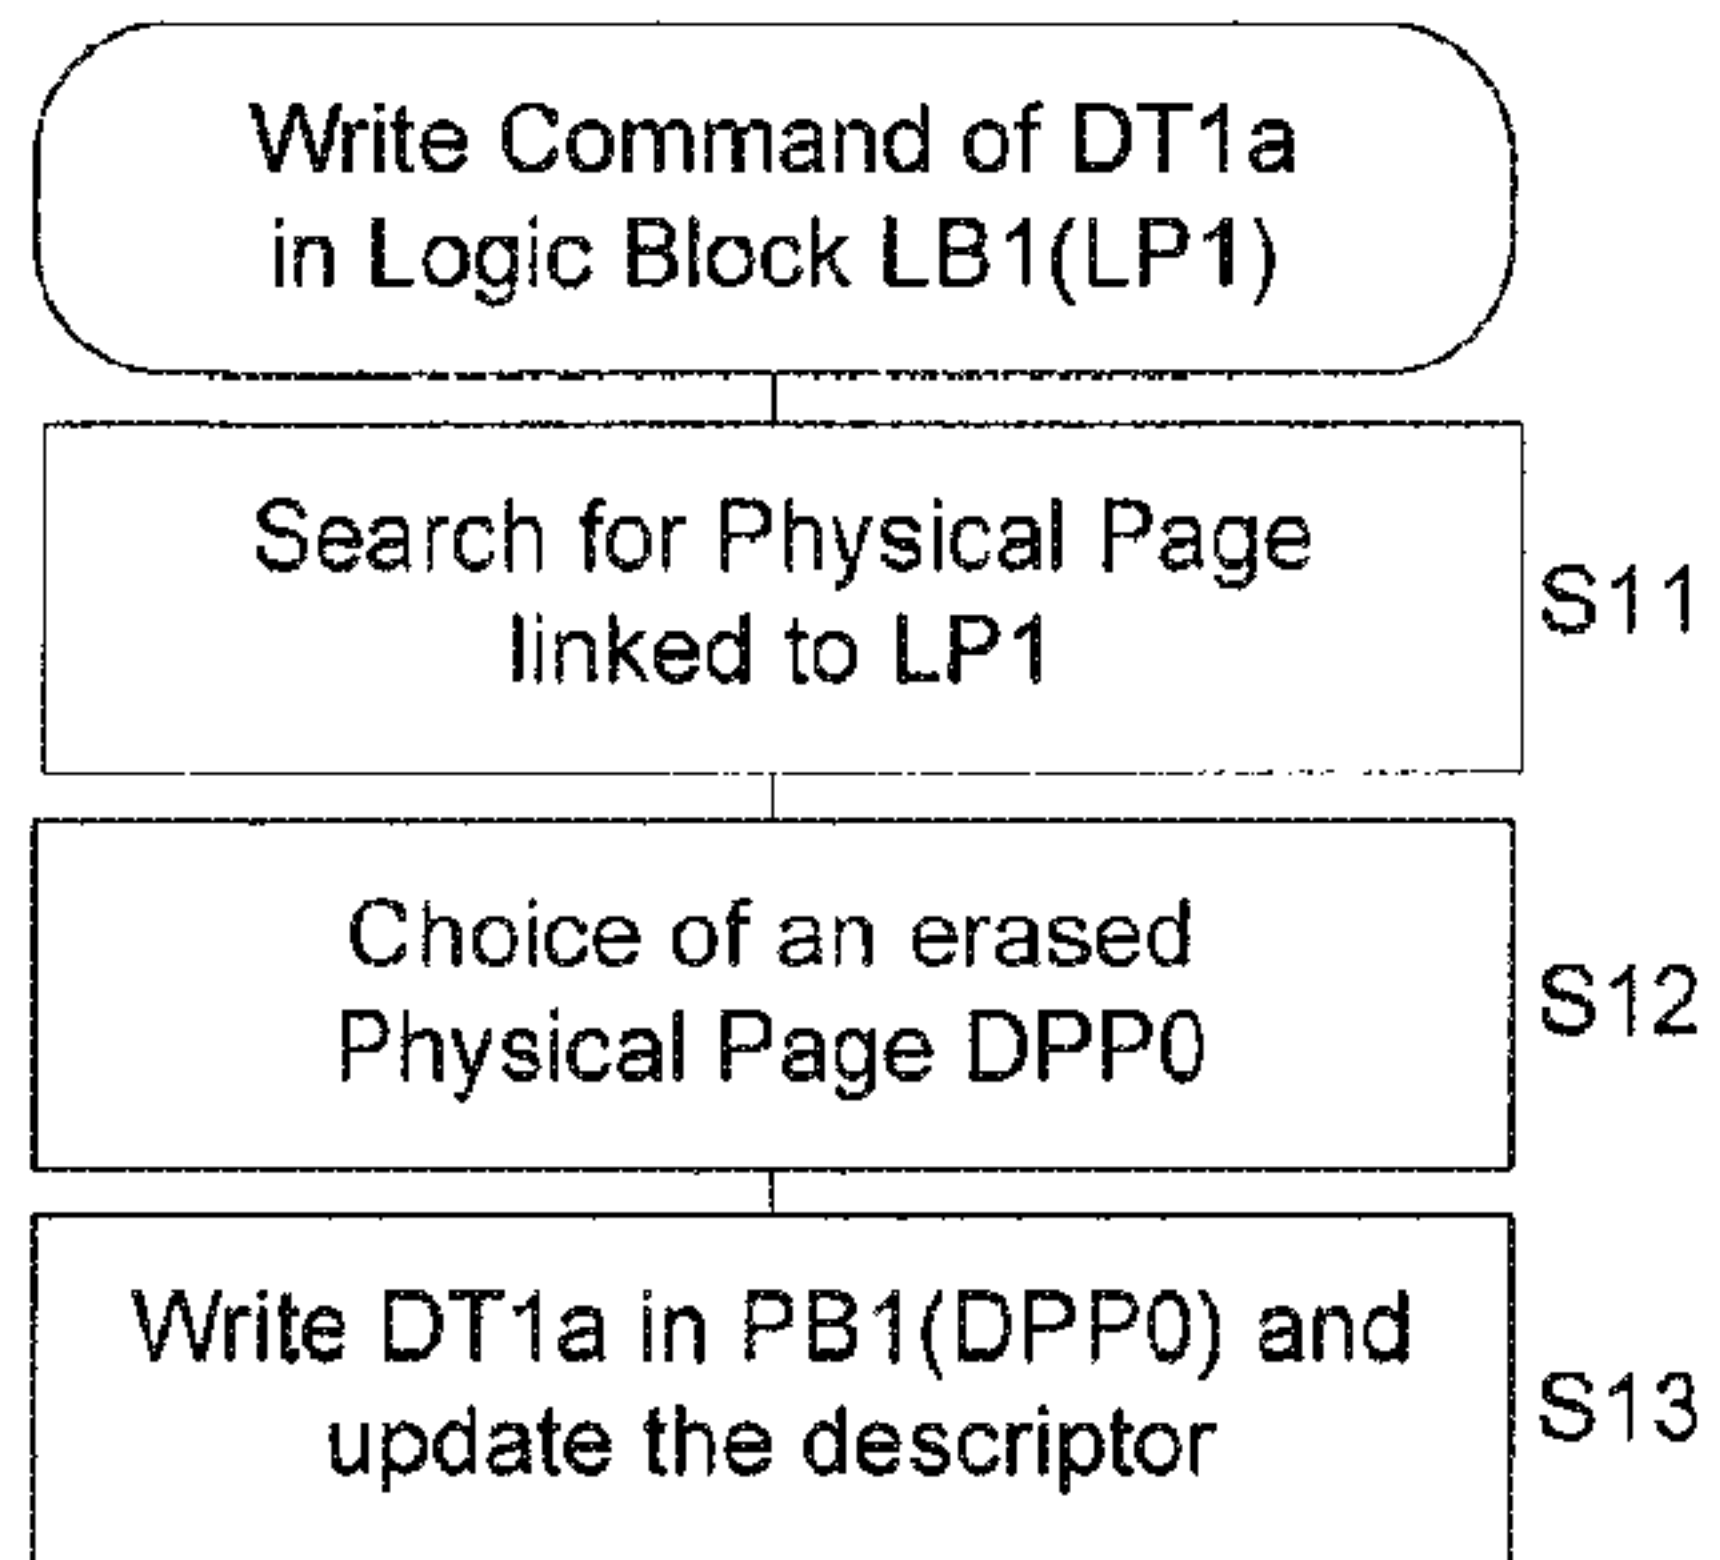 Write Command of DT1a
in Logic Block LB1(LP1)
Search for Physical Page
linked to LP1
S11
Choice of an erased
Physical Page DPP0
S12
Write DT1a in PB1(DPP0) and
update the descriptor
S13